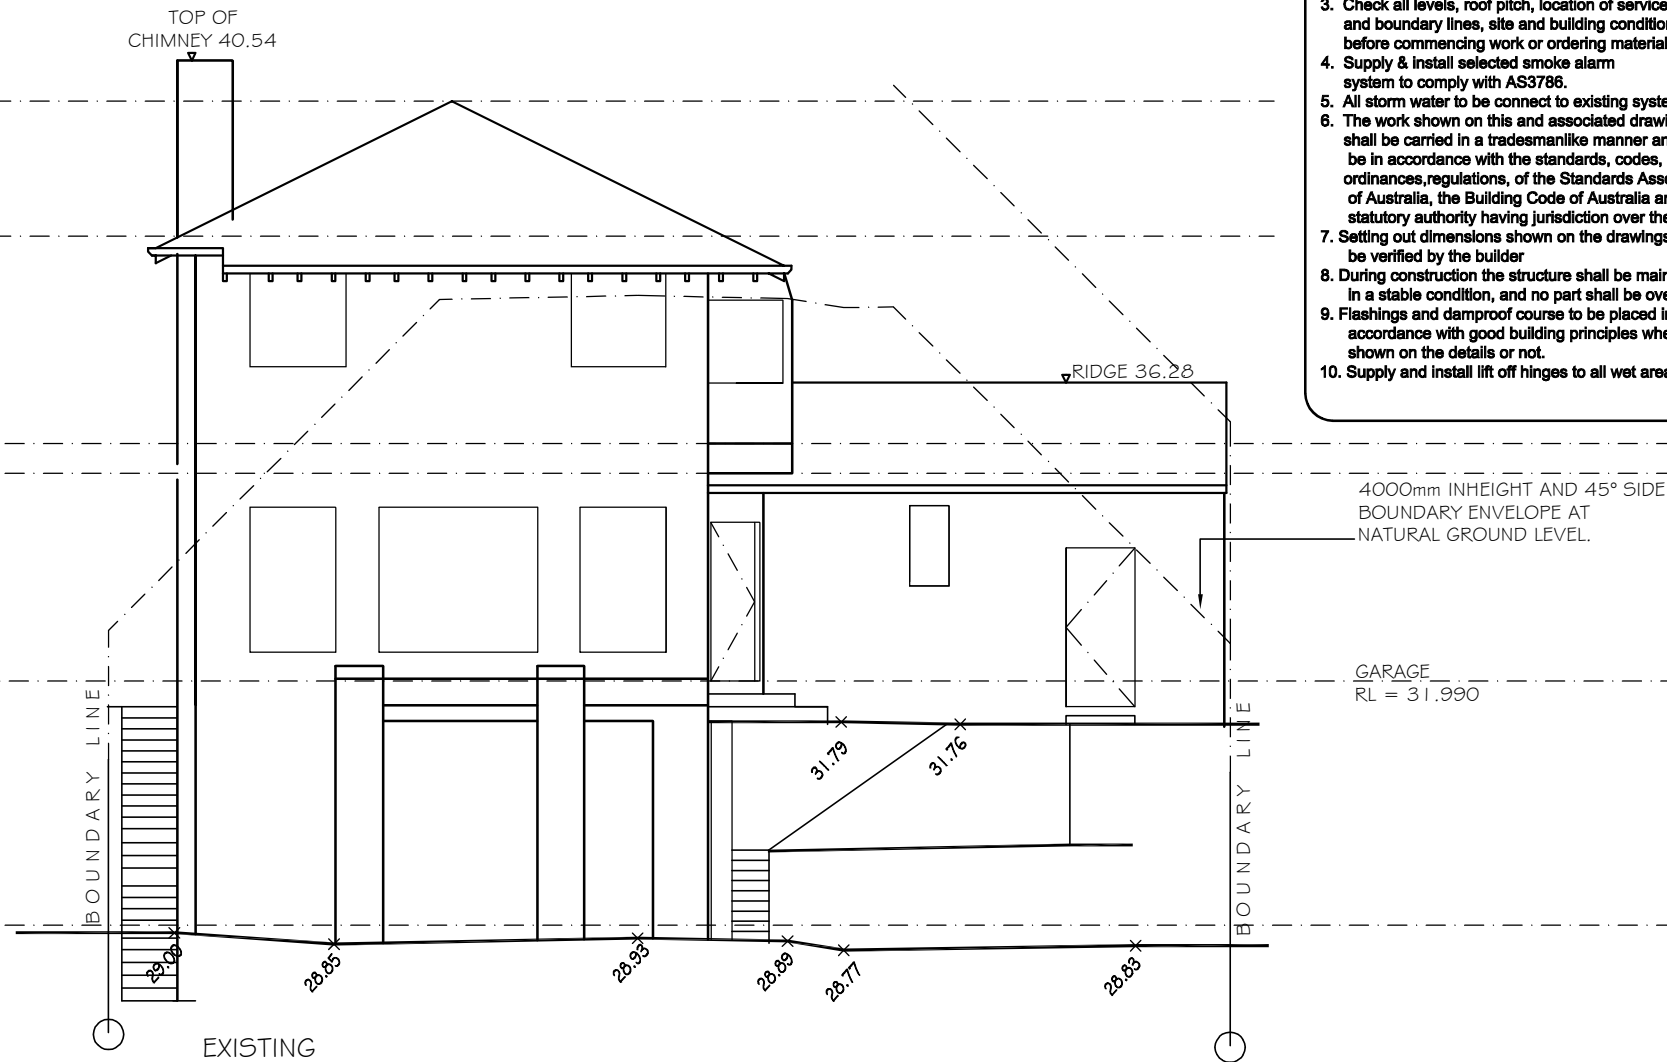 TOP OF
CHIMNEY 40.54
3. Check all levels, roof pitch, location of service
and boundary lines, site and building condition
before commencing work or ordering material
4. Supply & install selected smoke alarm
system to comply with AS3786.
5. All storm water to be connect to existing syste
6. The work shown on this and associated drawi
shall be carried in a tradesmanlike manner an
be in accordance with the standards, codes,
ordinances,regulations, of the Standards Asso
of Australia, the Building Code of Australia an
statutory authority having jurisdiction over the
7. Setting out dimensions shown on the drawings
be verified by the builder
8. During construction the structure shall be main
in a stable condition, and no part shall be ove
9. Flashings and damproof course to be placed in
accordance with good building principles whe
shown on the details or not.
10. Supply and install lift off hinges to all wet area
RIDGE 36.28
4000mm INHEIGHT AND 45° SIDE
BOUNDARY ENVELOPE AT
NATURAL GROUND LEVEL.
GARAGE
RL = 31.990
BOUNDARY LINE
BOUNDARY LINE
31.79
31.76
29.00
28.85
28.93
28.89
28.77
28.83
EXISTING